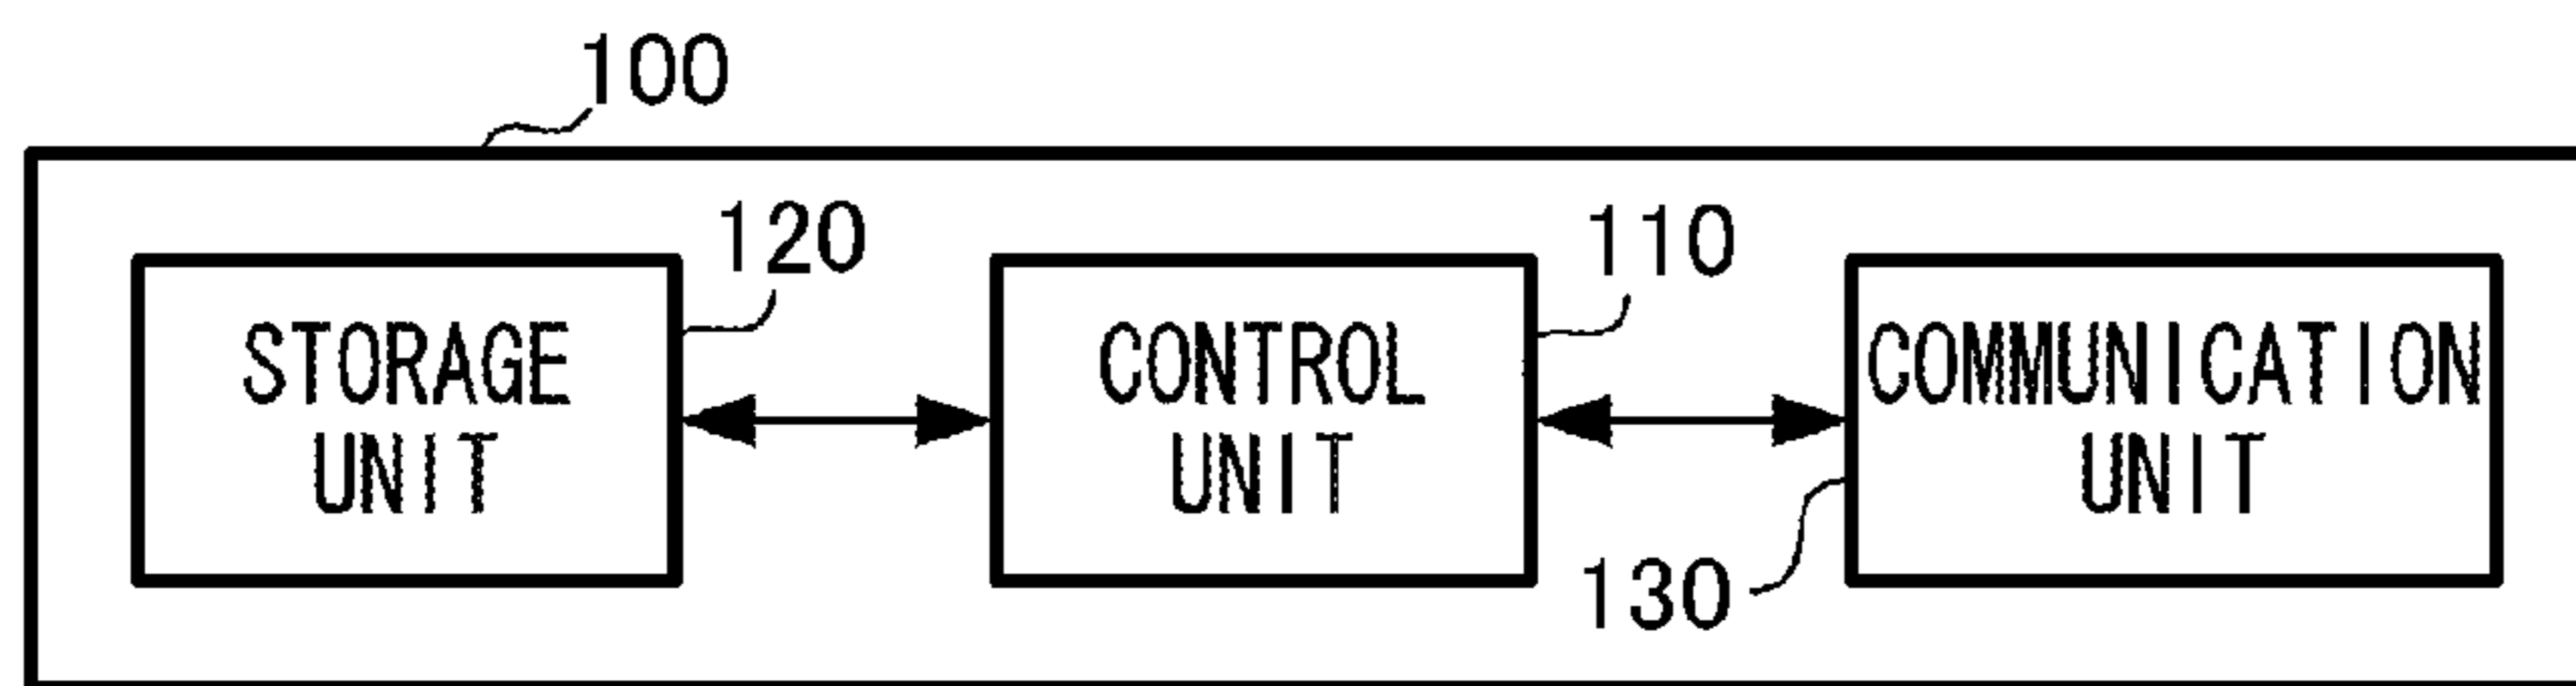 100
120
110
STORAGE
UNIT
CONTROL
UNIT
COMMUNICATION
UNIT
130